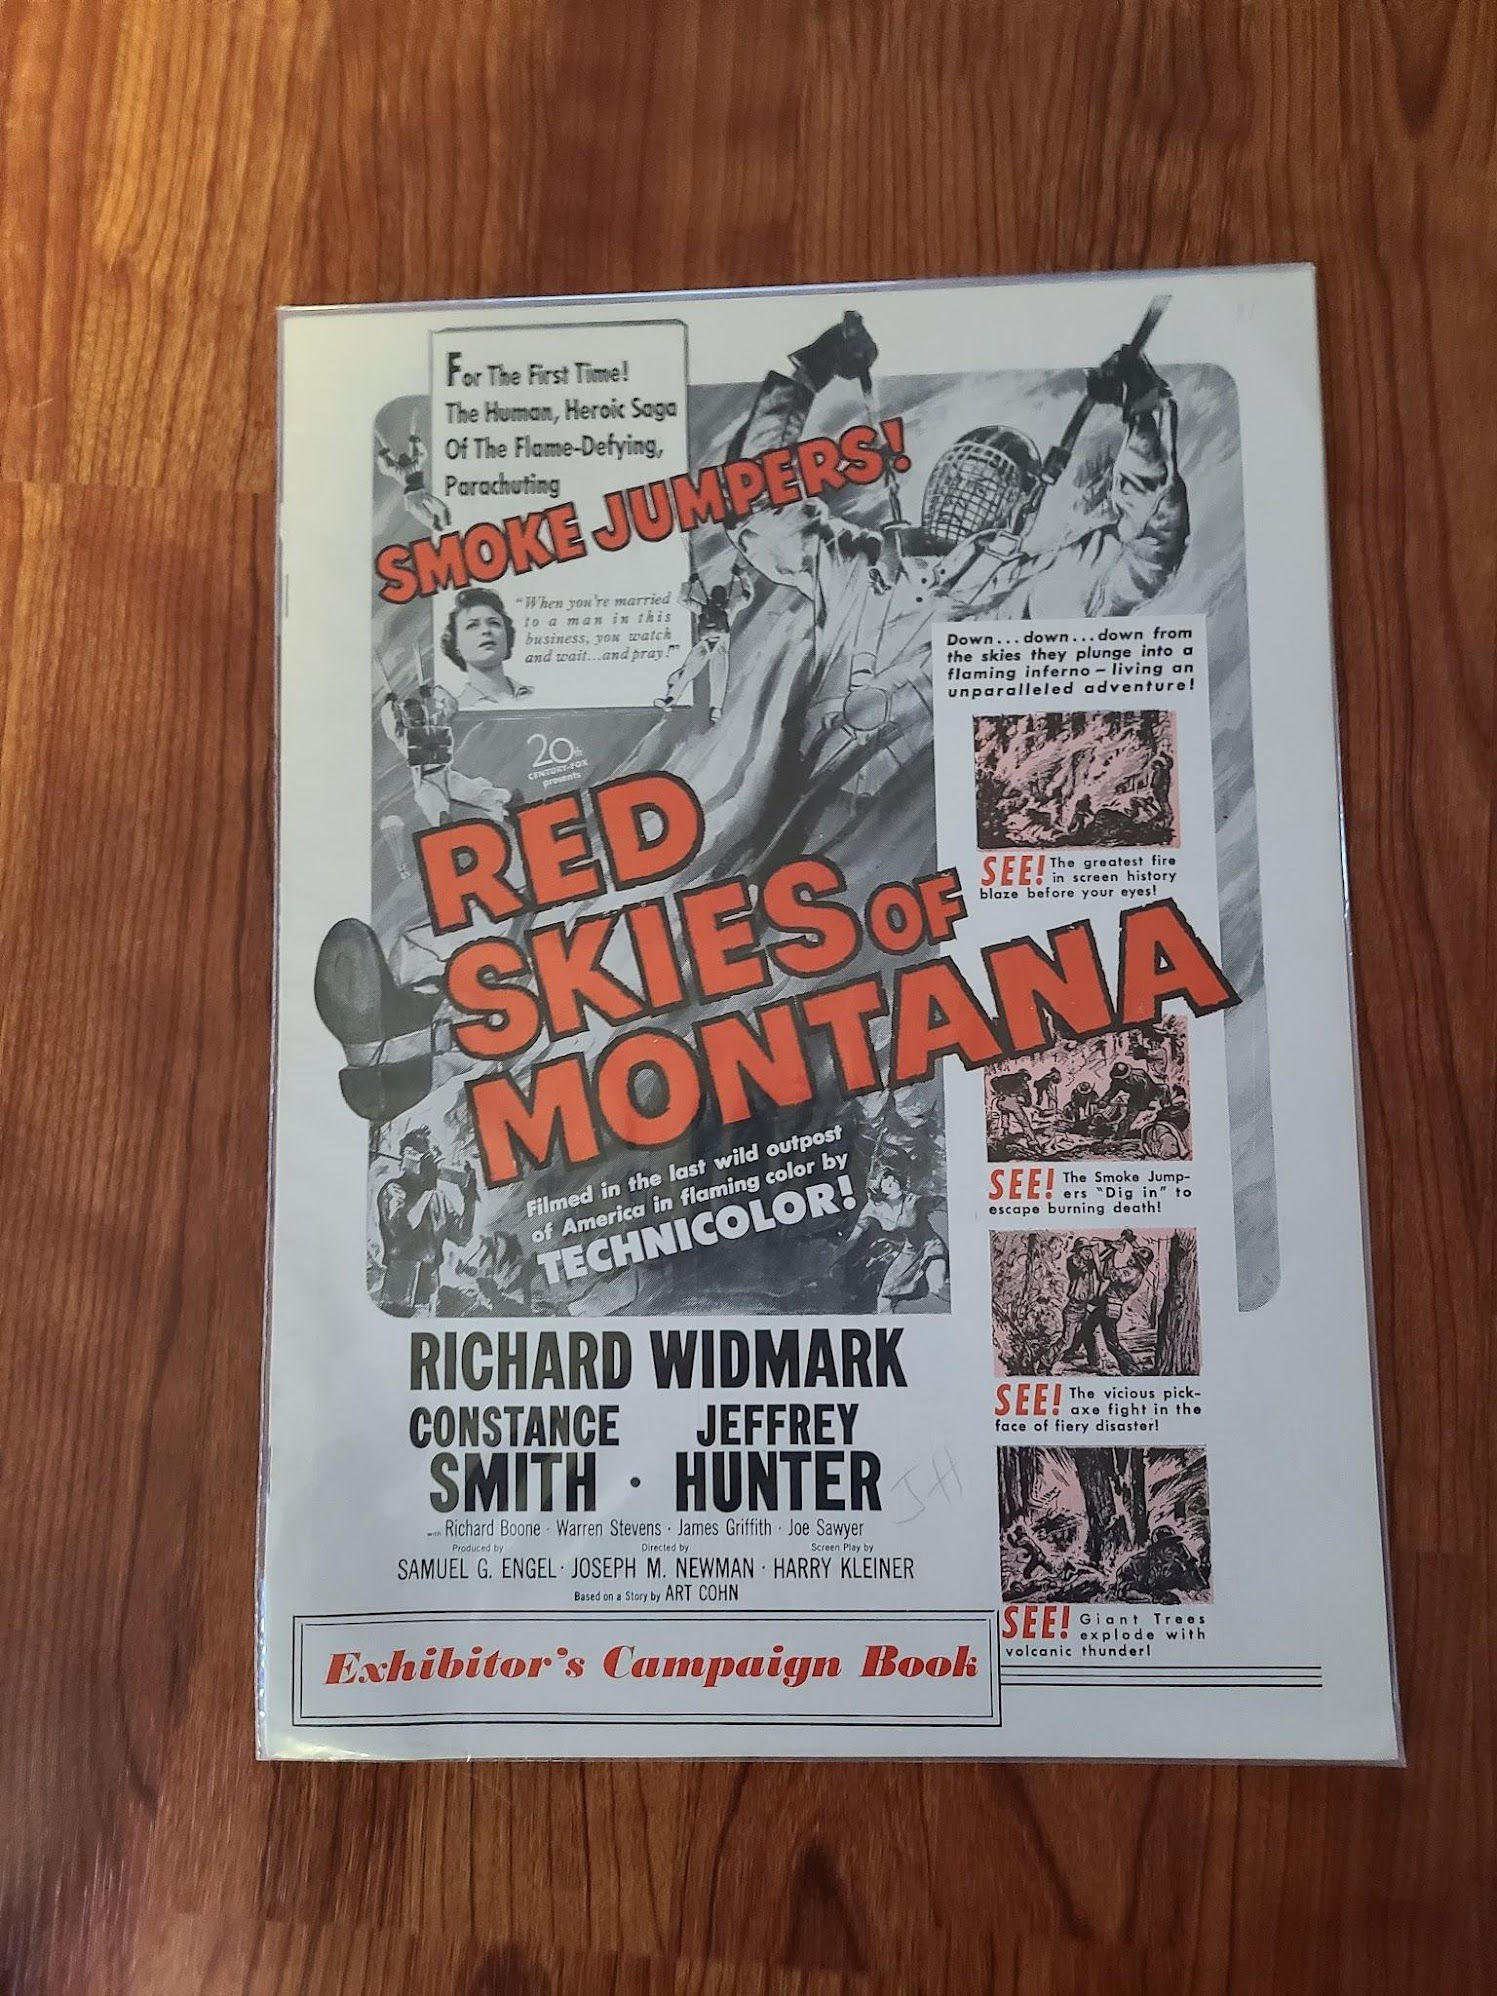 For The First Time!
The Human, Heroic Saga
Of The Flame-Defying,
Parachuting
SMOKE JUMPERS!
"When you're married
to a man in this
business, you watch
and wait...and pray!"
Down...down...down from
the skies they plunge into a
flaming inferno—living an
unparalleled adventure!
20th
CENTURY-FOX
presents
RED
SKIES OF
MONTANA
SEE! The greatest fire
in screen history
blaze before your eyes!
SEE! The Smoke Jump-
ers "Dig in" to
escape burning death!
Filmed in the last wild outpost
of America in flaming color by
TECHNICOLOR!
SEE! The vicious pick-
axe fight in the
face of fiery disaster!
RICHARD WIDMARK
CONSTANCE JEFFREY
SMITH · HUNTER
JH
with Richard Boone · Warren Stevens · James Griffith · Joe Sawyer
Produced by Directed by Screen Play by
SAMUEL G. ENGEL · JOSEPH M. NEWMAN · HARRY KLEINER
Based on a Story by ART COHN
SEE! Giant Trees
explode with
volcanic thunder!
Exhibitor's Campaign Book